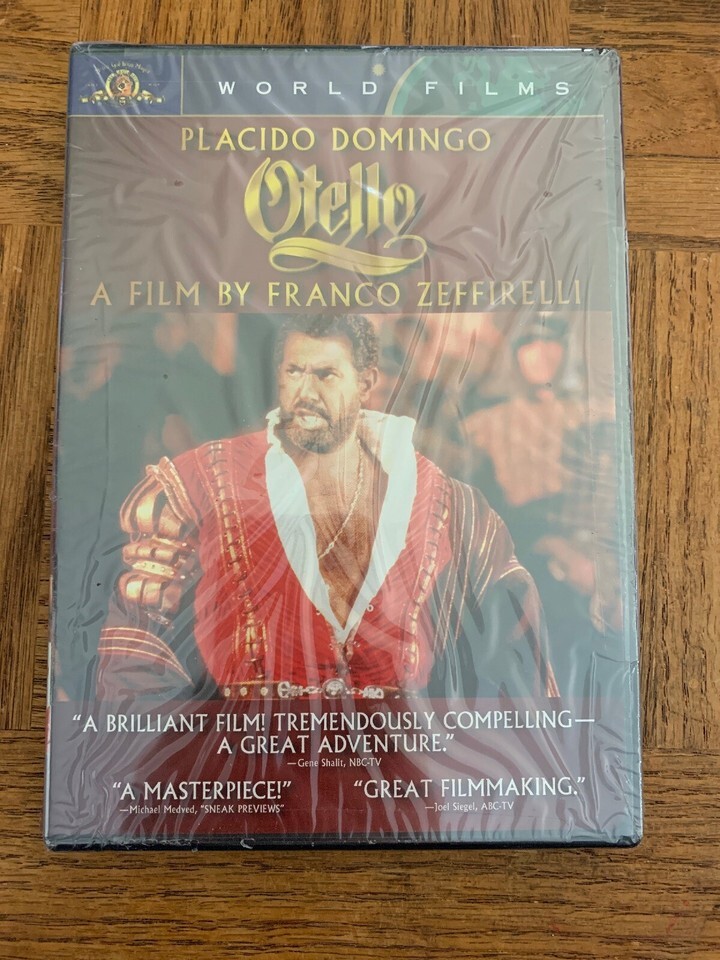 WORLD FILMS
PLACIDO DOMINGO
Otello
A FILM BY FRANCO ZEFFIRELLI
“A BRILLIANT FILM! TREMENDOUSLY COMPELLING—
A GREAT ADVENTURE.”
—Gene Shalit, NBC-TV
“A MASTERPIECE!” “GREAT FILMMAKING.”
—Michael Medved, “SNEAK PREVIEWS” —Joel Siegel, ABC-TV